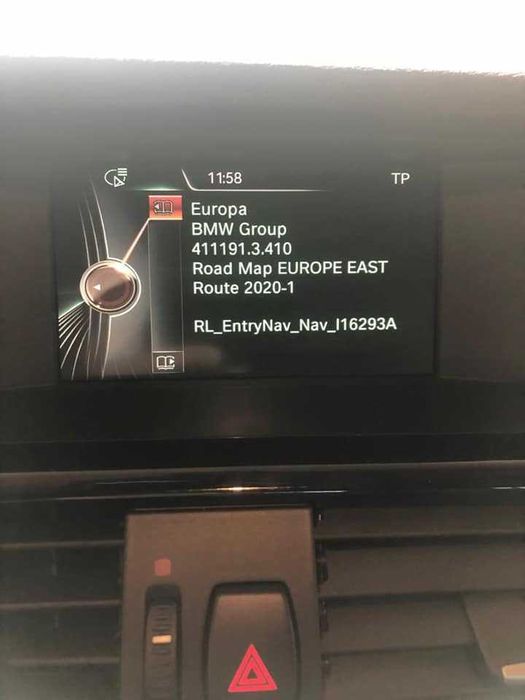 11:58
TP
Europa
BMW Group
411191.3.410
Road Map EUROPE EAST
Route 2020-1
RL_EntryNav_Nav_I16293A